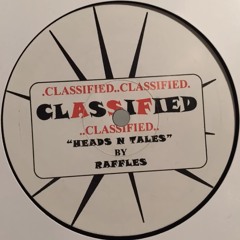 .CLASSIFIED..CLASSIFIED.
CLASSIFIED
..CLASSIFIED..
"HEADS N TALES"
BY
RAFFLES